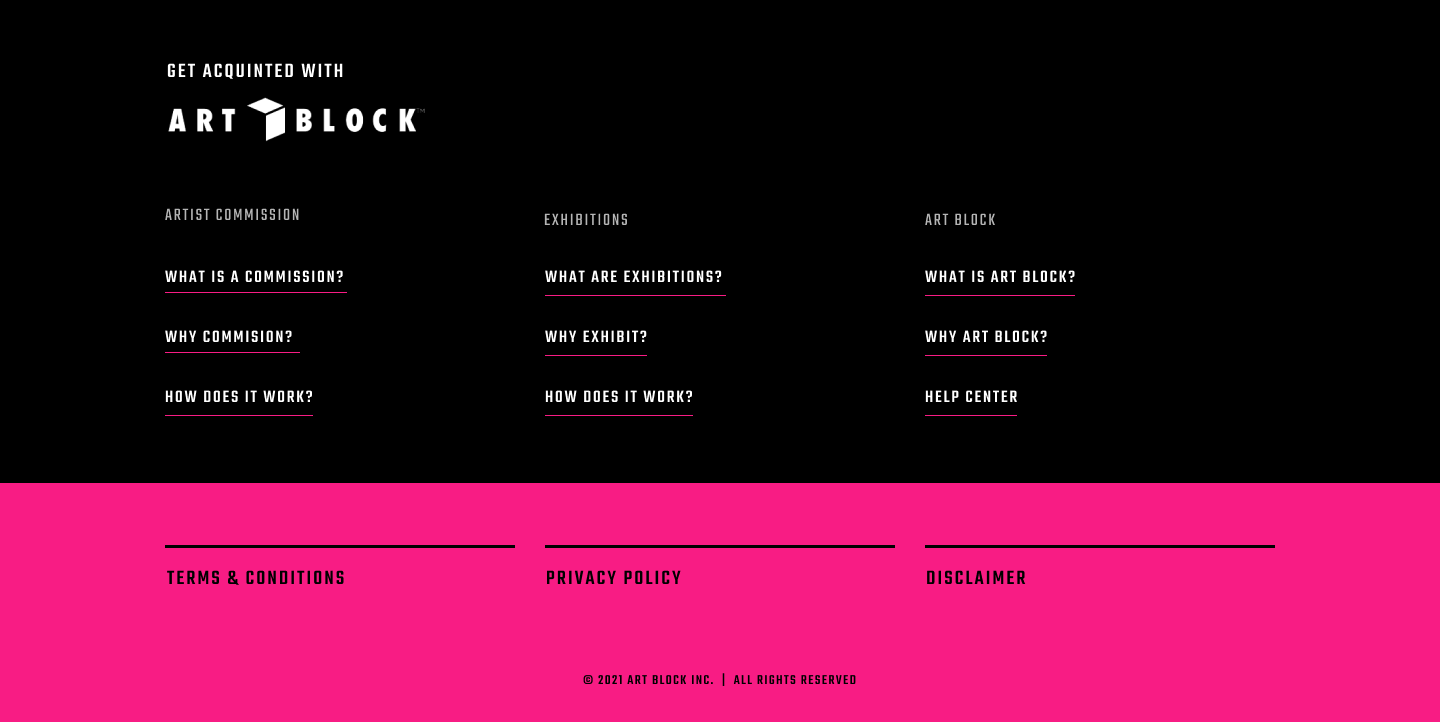 GET ACQUINTED WITH
ART BLOCK™
ARTIST COMMISSION
WHAT IS A COMMISSION?
WHY COMMISION?
HOW DOES IT WORK?
EXHIBITIONS
WHAT ARE EXHIBITIONS?
WHY EXHIBIT?
HOW DOES IT WORK?
ART BLOCK
WHAT IS ART BLOCK?
WHY ART BLOCK?
HELP CENTER
TERMS & CONDITIONS
PRIVACY POLICY
DISCLAIMER
© 2021 ART BLOCK INC. | ALL RIGHTS RESERVED